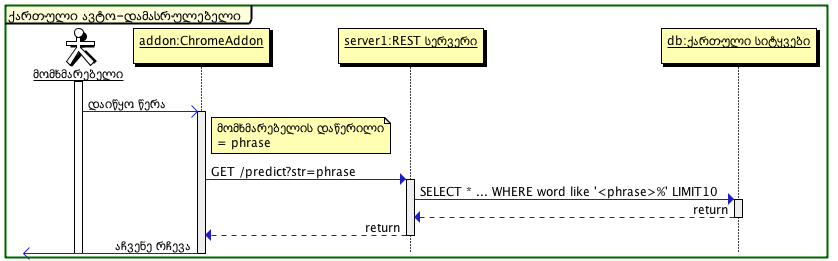 ქართული ავტო-დამასრულებელი
addon:ChromeAddon
server1:REST სერვერი
db:ქართული სიტყვები
მომხმარებელი
დაიწყო წერა
მომხმარებელის დაწერილი
= phrase
GET /predict?str=phrase
SELECT * ... WHERE word like '<phrase>%' LIMIT10
return
return
აჩვენე რჩევა